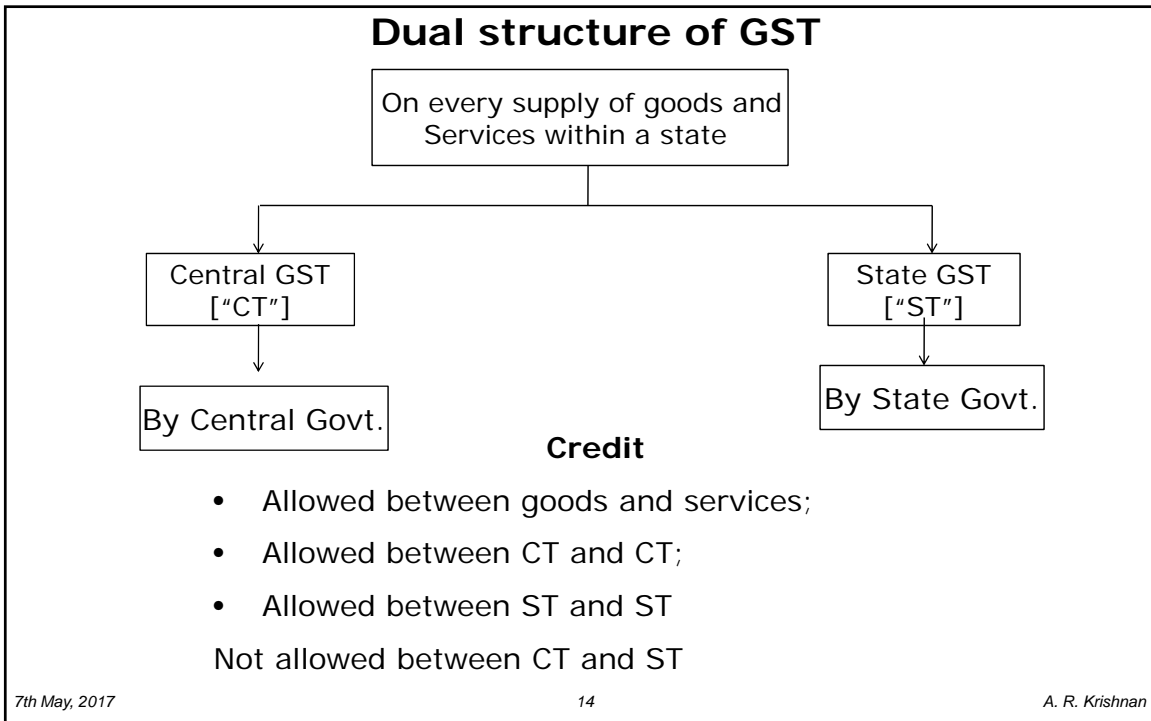 Dual structure of GST
On every supply of goods and
Services within a state
Central GST
["CT"]
State GST
["ST"]
By Central Govt.
By State Govt.
Credit
• Allowed between goods and services;
• Allowed between CT and CT;
• Allowed between ST and ST
Not allowed between CT and ST
7th May, 2017
14
A. R. Krishnan